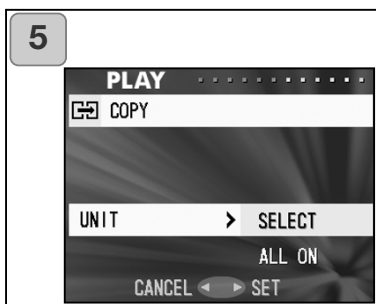 5
PLAY
COPY
UNIT > SELECT
ALL ON
CANCEL ◀ ▶ SET